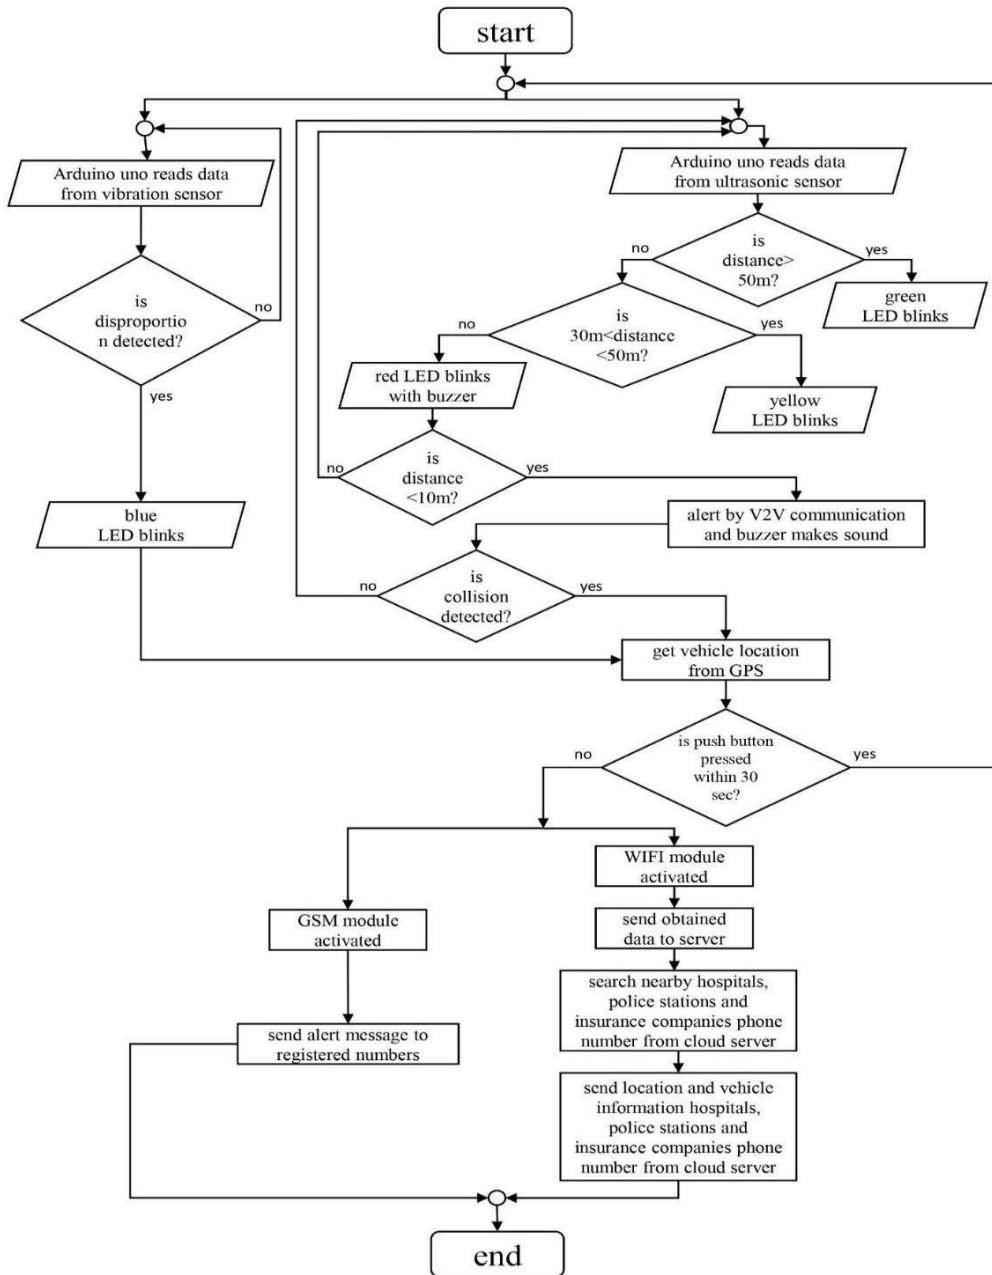 start
Arduino uno reads data
from vibration sensor
Arduino uno reads data
from ultrasonic sensor
is
distance>
50m?
no
yes
green
LED blinks
is
disproportio
n detected?
no
yes
is
30m<distance
<50m?
no
yes
red LED blinks
with buzzer
yellow
LED blinks
is
distance
<10m?
no
yes
blue
LED blinks
alert by V2V communication
and buzzer makes sound
is
collision
detected?
no
yes
get vehicle location
from GPS
is push button
pressed
within 30
sec?
no
yes
WIFI module
activated
GSM module
activated
send obtained
data to server
search nearby hospitals,
police stations and
insurance companies phone
number from cloud server
send alert message to
registered numbers
send location and vehicle
information hospitals,
police stations and
insurance companies phone
number from cloud server
end